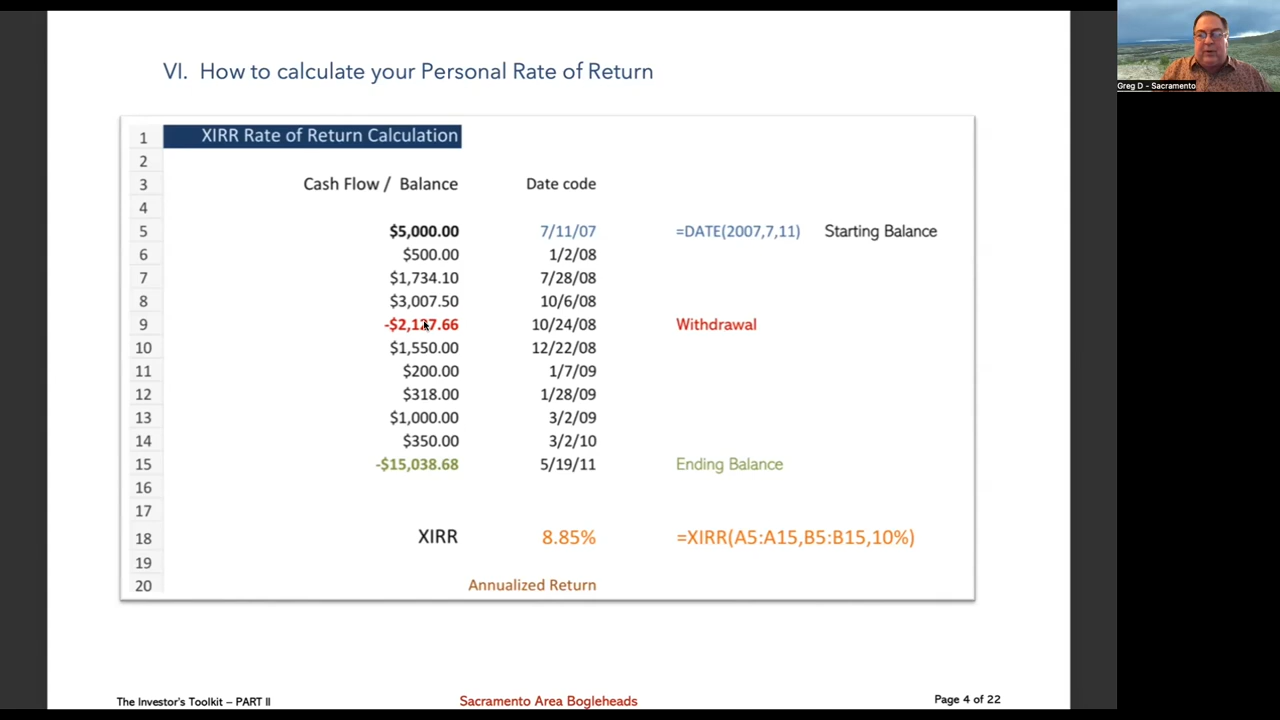 VI. How to calculate your Personal Rate of Return
Greg D - Sacramento
1 XIRR Rate of Return Calculation
2
3 Cash Flow / Balance Date code
4
5 $5,000.00 7/11/07 =DATE(2007,7,11) Starting Balance
6 $500.00 1/2/08
7 $1,734.10 7/28/08
8 $3,007.50 10/6/08
9 10/24/08 Withdrawal
10 $1,550.00 12/22/08
11 $200.00 1/7/09
12 $318.00 1/28/09
13 $1,000.00 3/2/09
14 $350.00 3/2/10
15 -$15,038.68 5/19/11 Ending Balance
16
17
18 XIRR 8.85% =XIRR(A5:A15,B5:B15,10%)
19
20 Annualized Return
The Investor's Toolkit – PART II Sacramento Area Bogleheads Page 4 of 22